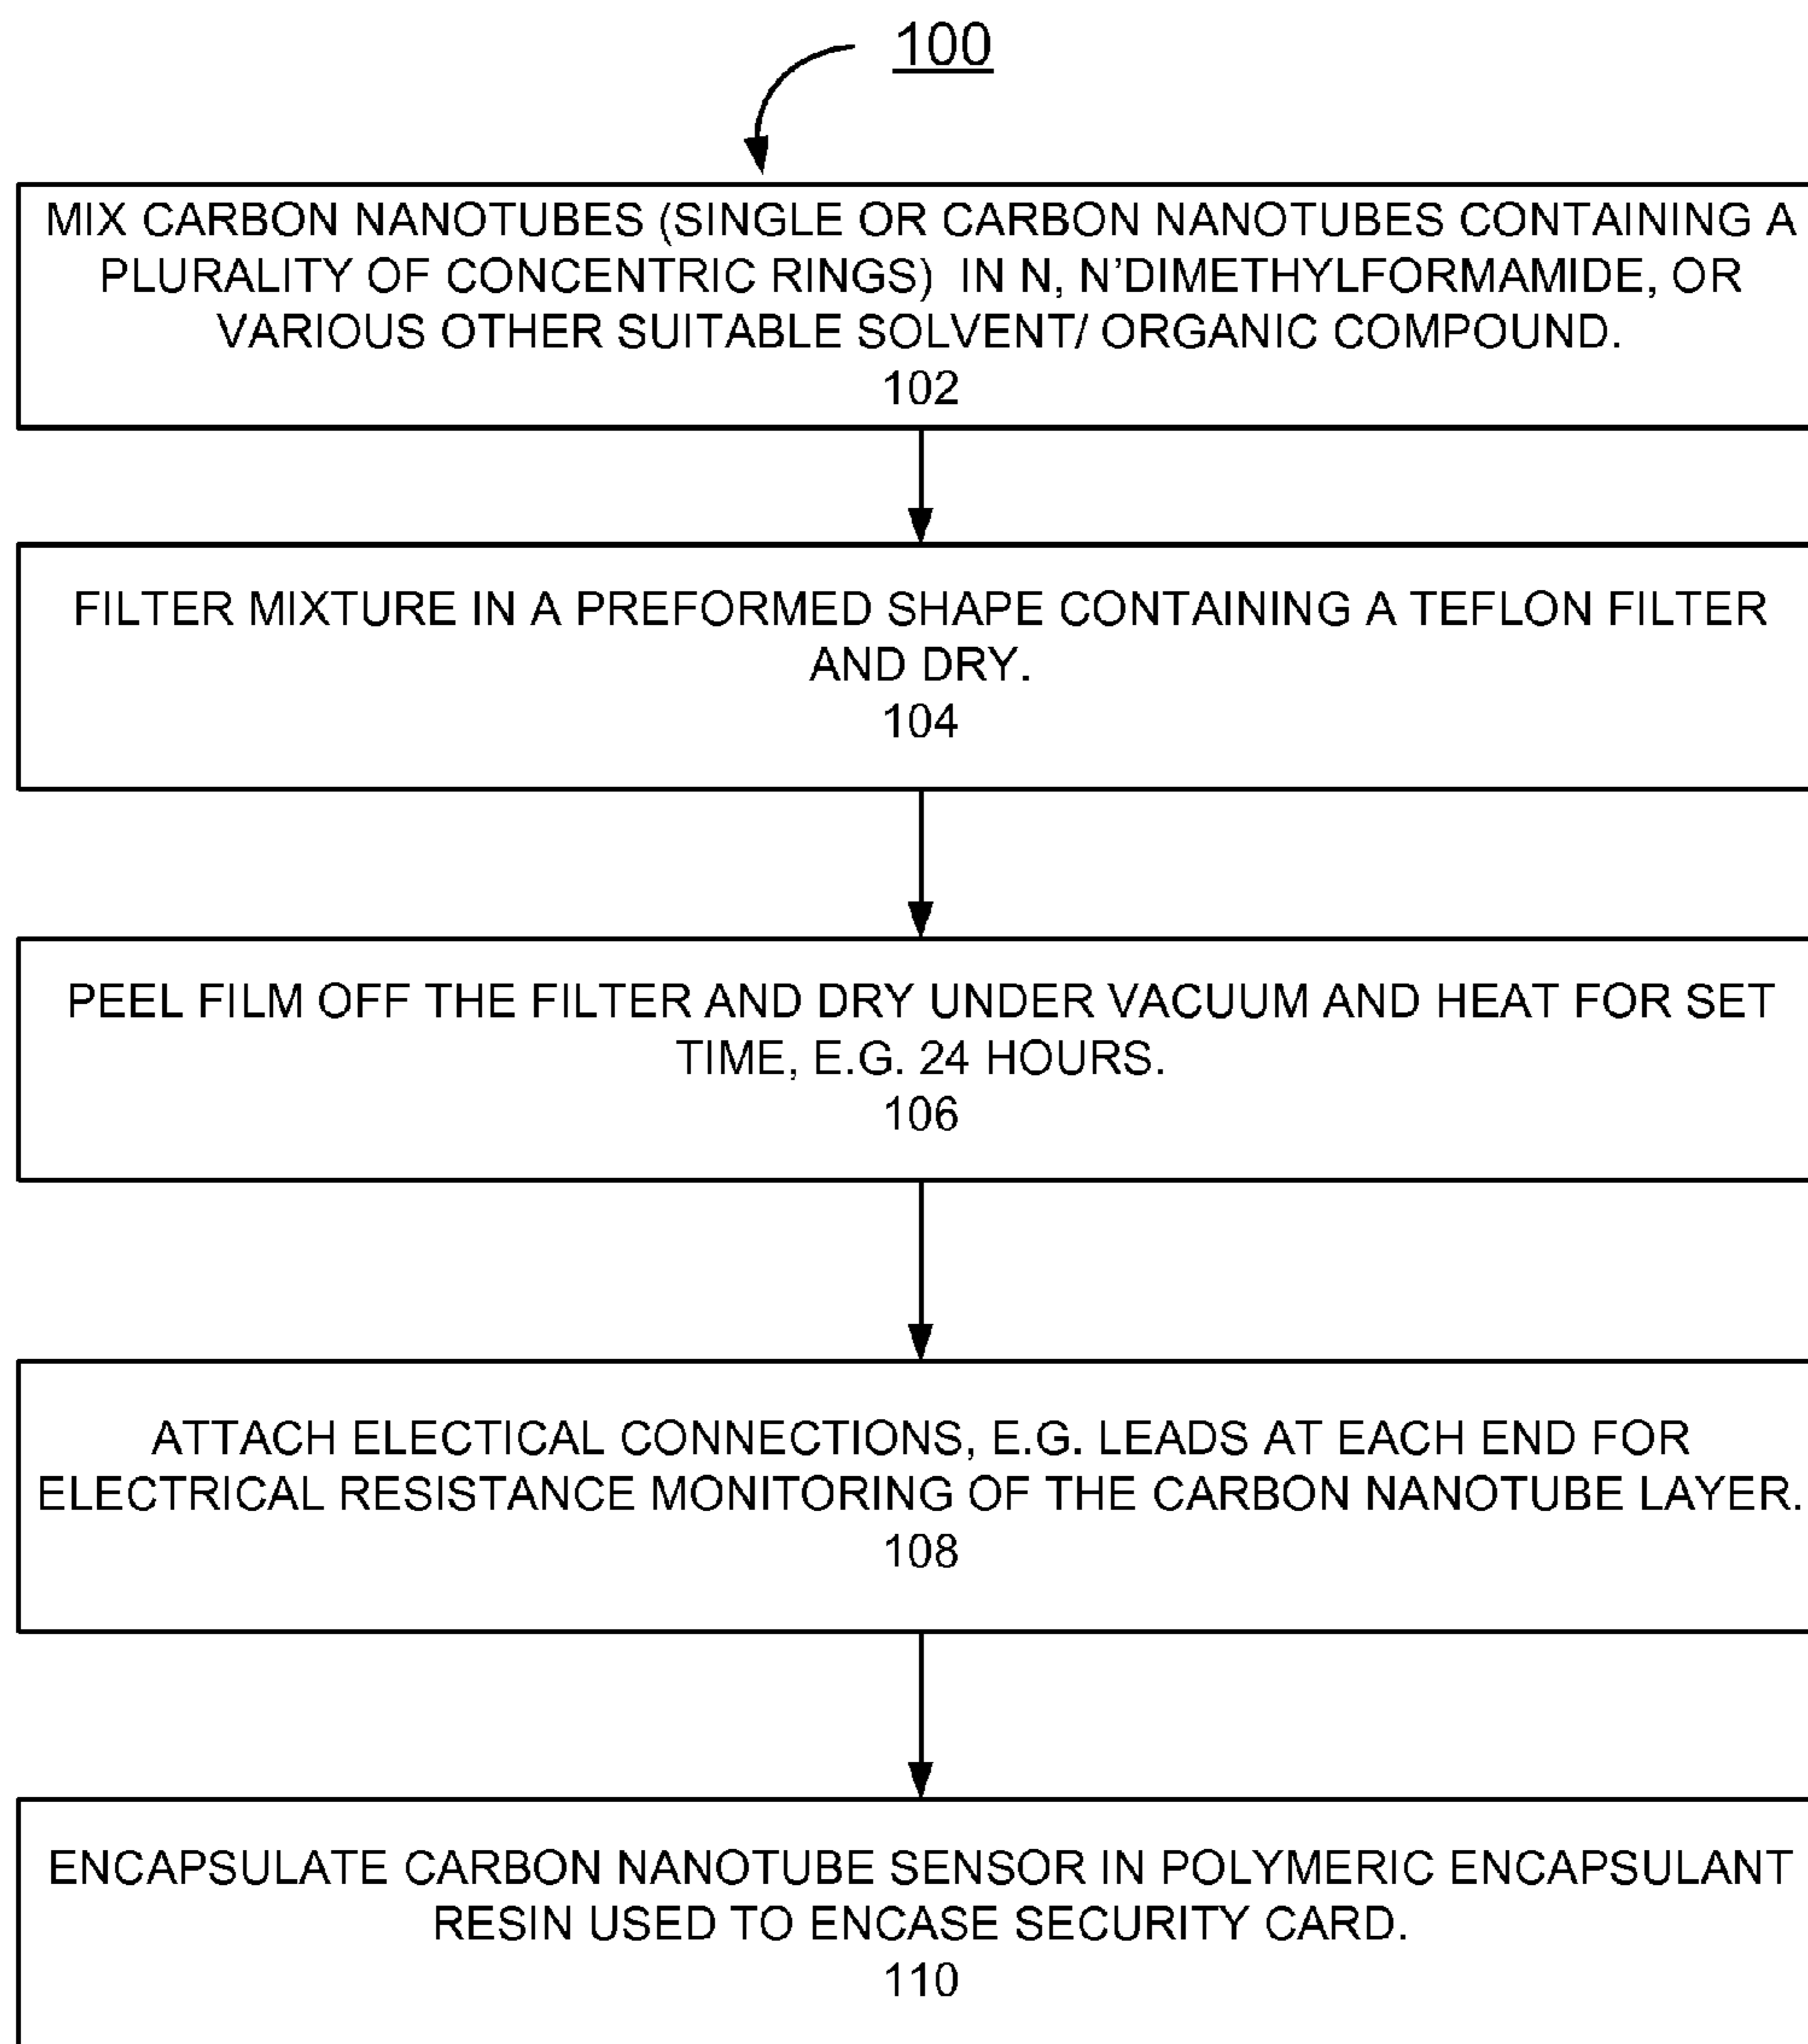 100
MIX CARBON NANOTUBES (SINGLE OR CARBON NANOTUBES CONTAINING A
PLURALITY OF CONCENTRIC RINGS) IN N, N'DIMETHYLFORMAMIDE, OR
VARIOUS OTHER SUITABLE SOLVENT/ ORGANIC COMPOUND.
102
FILTER MIXTURE IN A PREFORMED SHAPE CONTAINING A TEFLON FILTER
AND DRY.
104
PEEL FILM OFF THE FILTER AND DRY UNDER VACUUM AND HEAT FOR SET
TIME, E.G. 24 HOURS.
106
ATTACH ELECTICAL CONNECTIONS, E.G. LEADS AT EACH END FOR
ELECTRICAL RESISTANCE MONITORING OF THE CARBON NANOTUBE LAYER.
108
ENCAPSULATE CARBON NANOTUBE SENSOR IN POLYMERIC ENCAPSULANT
RESIN USED TO ENCASE SECURITY CARD.
110